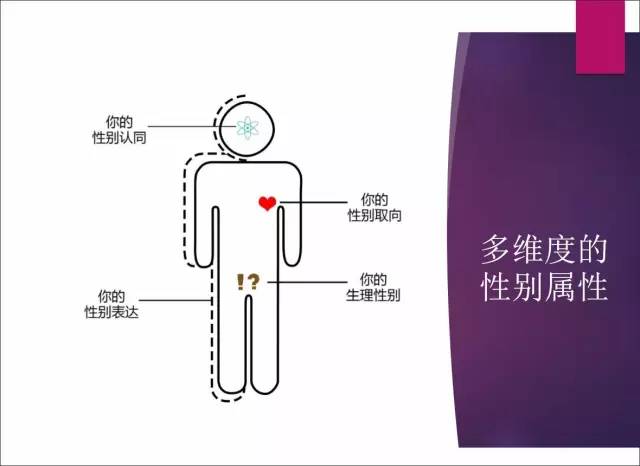 你的
性别认同
你的
性别取向
!?
你的
生理性别
你的
性别表达
多维度的
性别属性